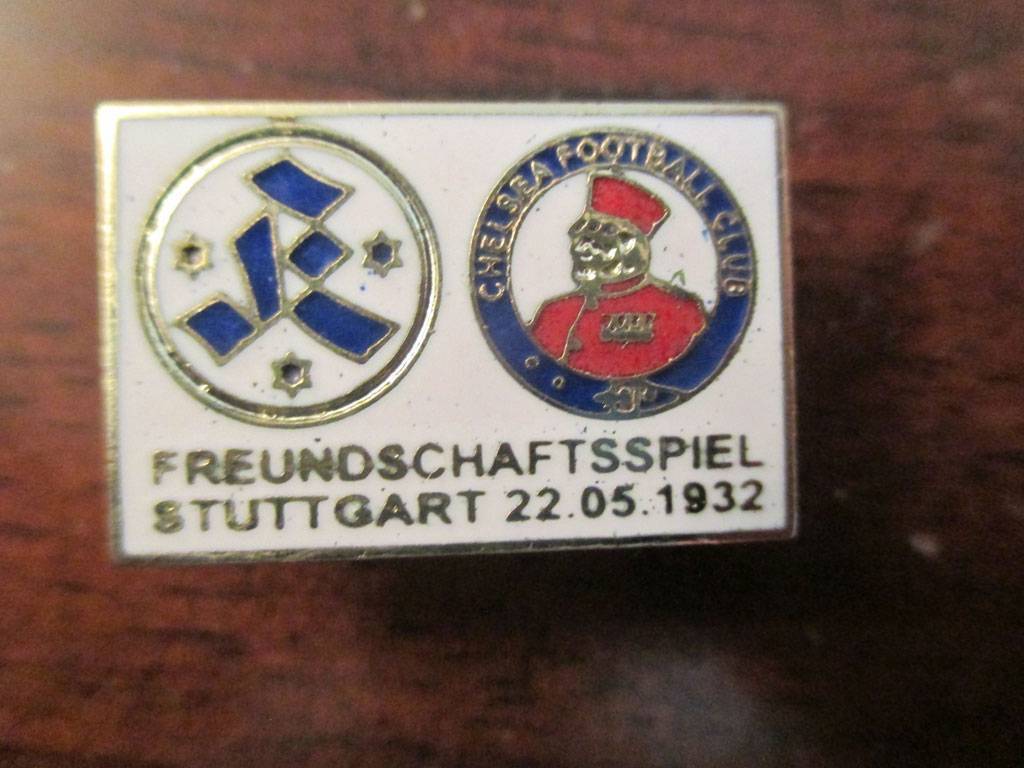 CHELSEA FOOTBALL CLUB
FREUNDSCHAFTSSPIEL
STUTTGART 22.05.1932